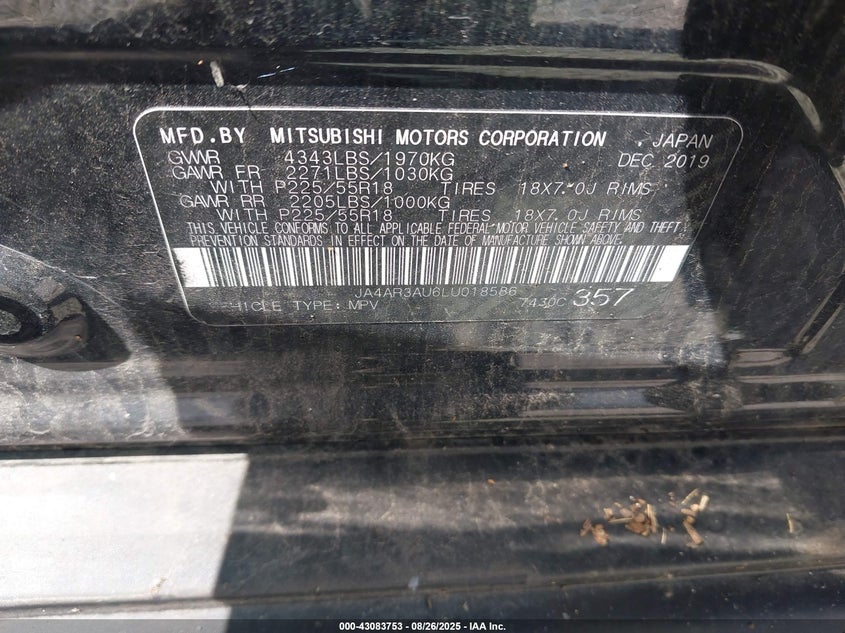 MFD.BY MITSUBISHI MOTORS CORPORATION , JAPAN
GVWR 4343LBS/1970KG DEC 2019
GAWR FR 2271LBS/1030KG
WITH P225/55R18 TIRES 18X7.0J RIMS
GAWR RR 2205LBS/1000KG
WITH P225/55R18 TIRES 18X7.0J RIMS
THIS VEHICLE CONFORMS TO ALL APPLICABLE FEDERAL MOTOR VEHICLE SAFETY AND THEFT
PREVENTION STANDARDS IN EFFECT ON THE DATE OF MANUFACTURE SHOWN ABOVE.
JA4AR3AU6LU018586
VEHICLE TYPE: MPV 7430C 357
000-43083753 - 08/26/2025 - IAA Inc.